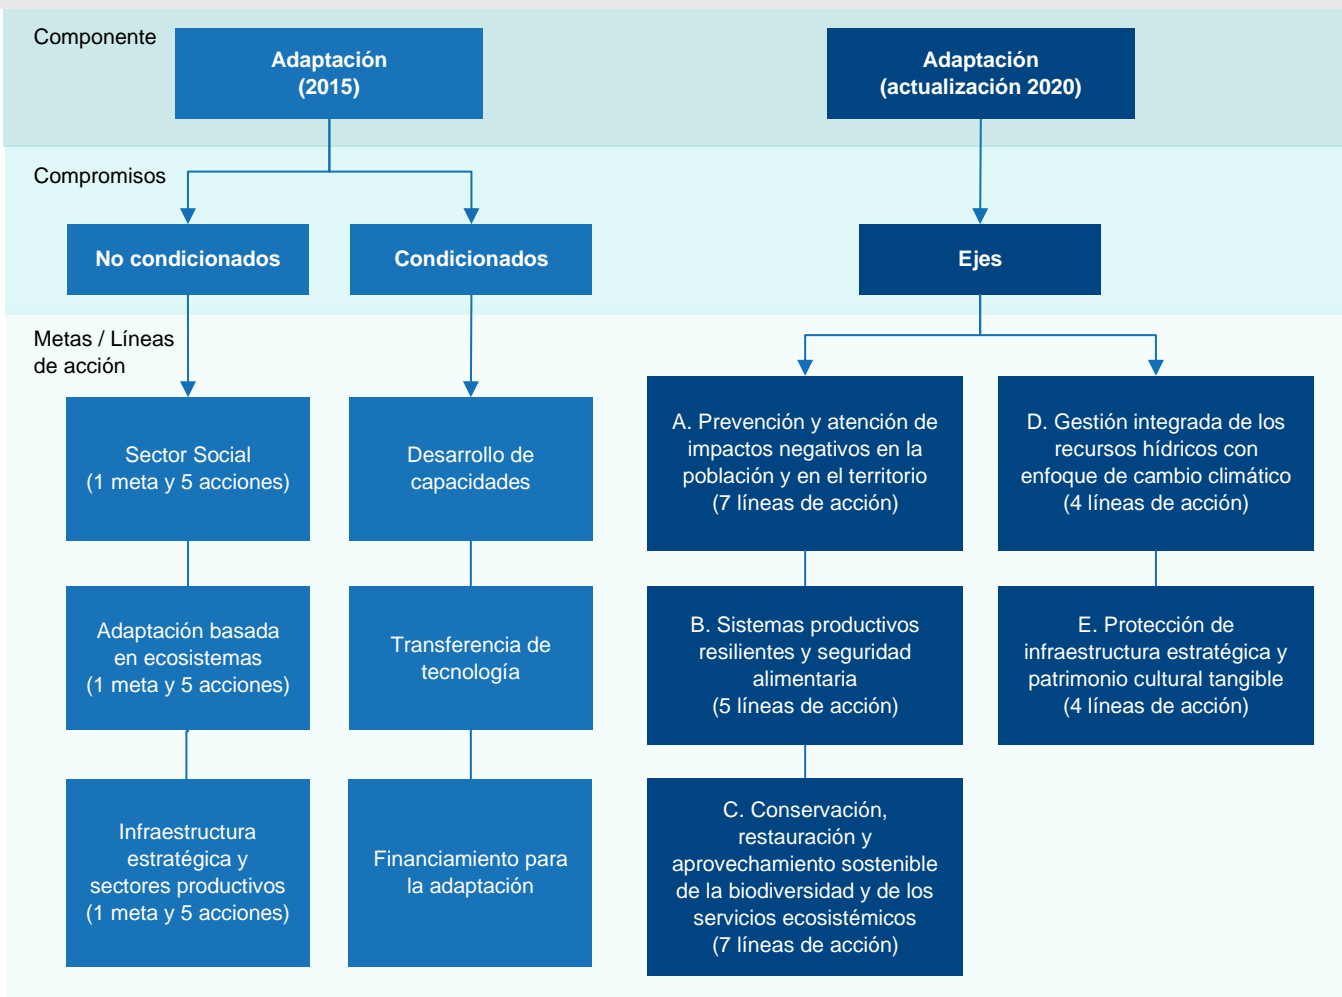 Componente
Adaptación
(2015)
Adaptación
(actualización 2020)
Compromisos
No condicionados
Condicionados
Ejes
Metas / Líneas
de acción
Sector Social
(1 meta y 5 acciones)
Adaptación basada
en ecosistemas
(1 meta y 5 acciones)
Infraestructura
estratégica y
sectores productivos
(1 meta y 5 acciones)
Desarrollo de
capacidades
Transferencia de
tecnología
Financiamiento para
la adaptación
A. Prevención y atención de
impactos negativos en la
población y en el territorio
(7 líneas de acción)
B. Sistemas productivos
resilientes y seguridad
alimentaria
(5 líneas de acción)
C. Conservación,
restauración y
aprovechamiento sostenible
de la biodiversidad y de los
servicios ecosistémicos
(7 líneas de acción)
D. Gestión integrada de los
recursos hídricos con
enfoque de cambio climático
(4 líneas de acción)
E. Protección de
infraestructura estratégica y
patrimonio cultural tangible
(4 líneas de acción)